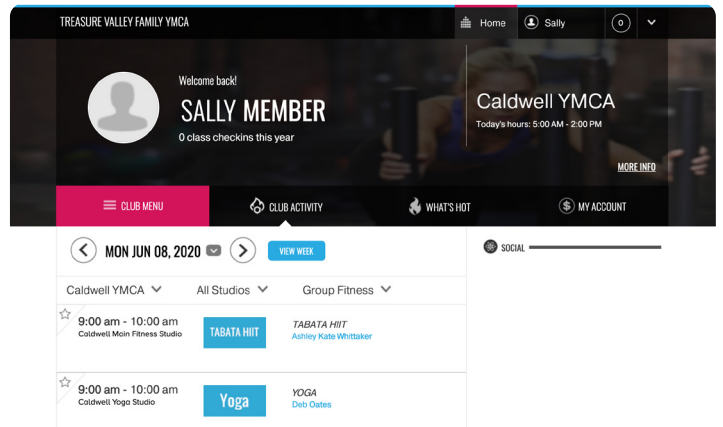 TREASURE VALLEY FAMILY YMCA
Home
Sally
0
Welcome back!
SALLY MEMBER
0 class checkins this year
Caldwell YMCA
Today's hours: 5:00 AM - 2:00 PM
MORE INFO
CLUB MENU
CLUB ACTIVITY
WHAT'S HOT
$ MY ACCOUNT
MON JUN 08, 2020
VIEW WEEK
SOCIAL
Caldwell YMCA
All Studios
Group Fitness
9:00 am - 10:00 am
Caldwell Main Fitness Studio
TABATA HIIT
TABATA HIIT
Ashley Kate Whittaker
9:00 am - 10:00 am
Caldwell Yoga Studio
Yoga
YOGA
Deb Oates